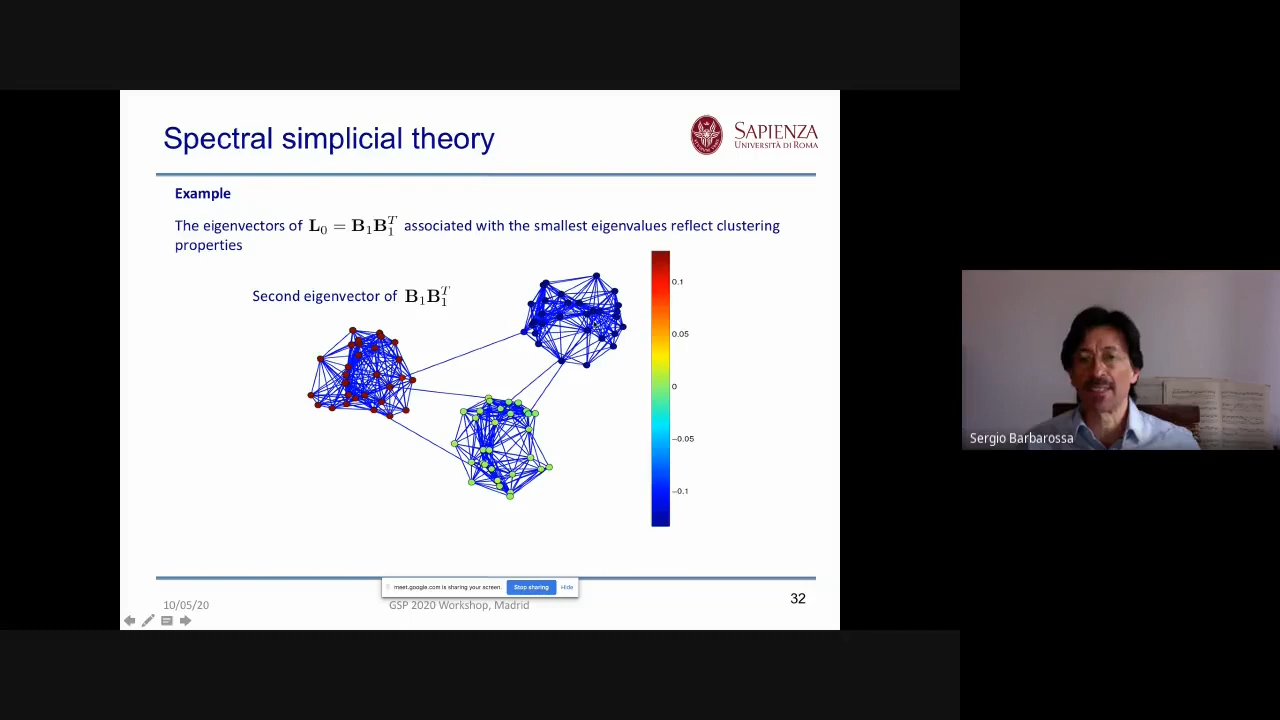 Spectral simplicial theory
SAPIENZA
UNIVERSITÀ DI ROMA
Example
The eigenvectors of L₀ = B₁B₁ᵀ associated with the smallest eigenvalues reflect clustering
properties
Second eigenvector of B₁B₁ᵀ
0.1
0.05
0
−0.05
−0.1
Sergio Barbarossa
meet.google.com is sharing your screen.
Stop sharing
Hide
10/05/20
GSP 2020 Workshop, Madrid
32